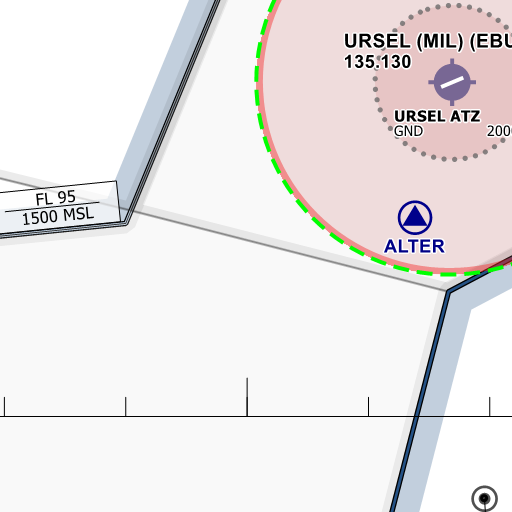 URSEL (MIL) (EBU
135.130
URSEL ATZ
GND 2000
FL 95
1500 MSL
ALTER